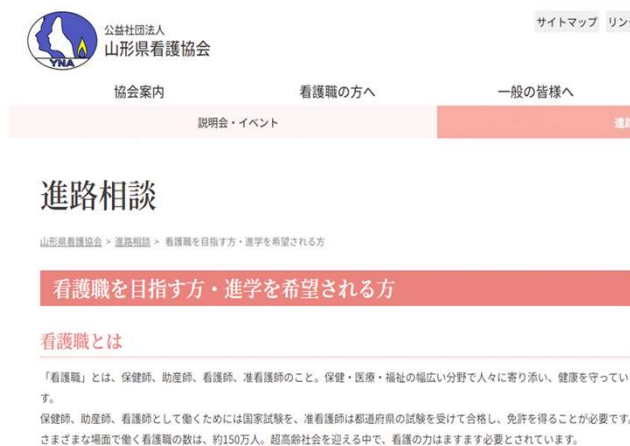 サイトマップ リン
YNA
公益社団法人
山形県看護協会
協会案内 看護職の方へ 一般の皆様へ
説明会・イベント 進路
進路相談
山形県看護協会 > 進路相談 > 看護職を目指す方・進学を希望される方
看護職を目指す方・進学を希望される方
看護職とは
「看護職」とは、保健師、助産師、看護師、准看護師のこと。保健・医療・福祉の幅広い分野で人々に寄り添い、健康を守ってい
す。
保健師、助産師、看護師として働くためには国家試験を、准看護師は都道府県の試験を受けて合格し、免許を得ることが必要です。
さまざまな場面で働く看護職の数は、約150万人。超高齢社会を迎える中で、看護の力はますます必要とされています。